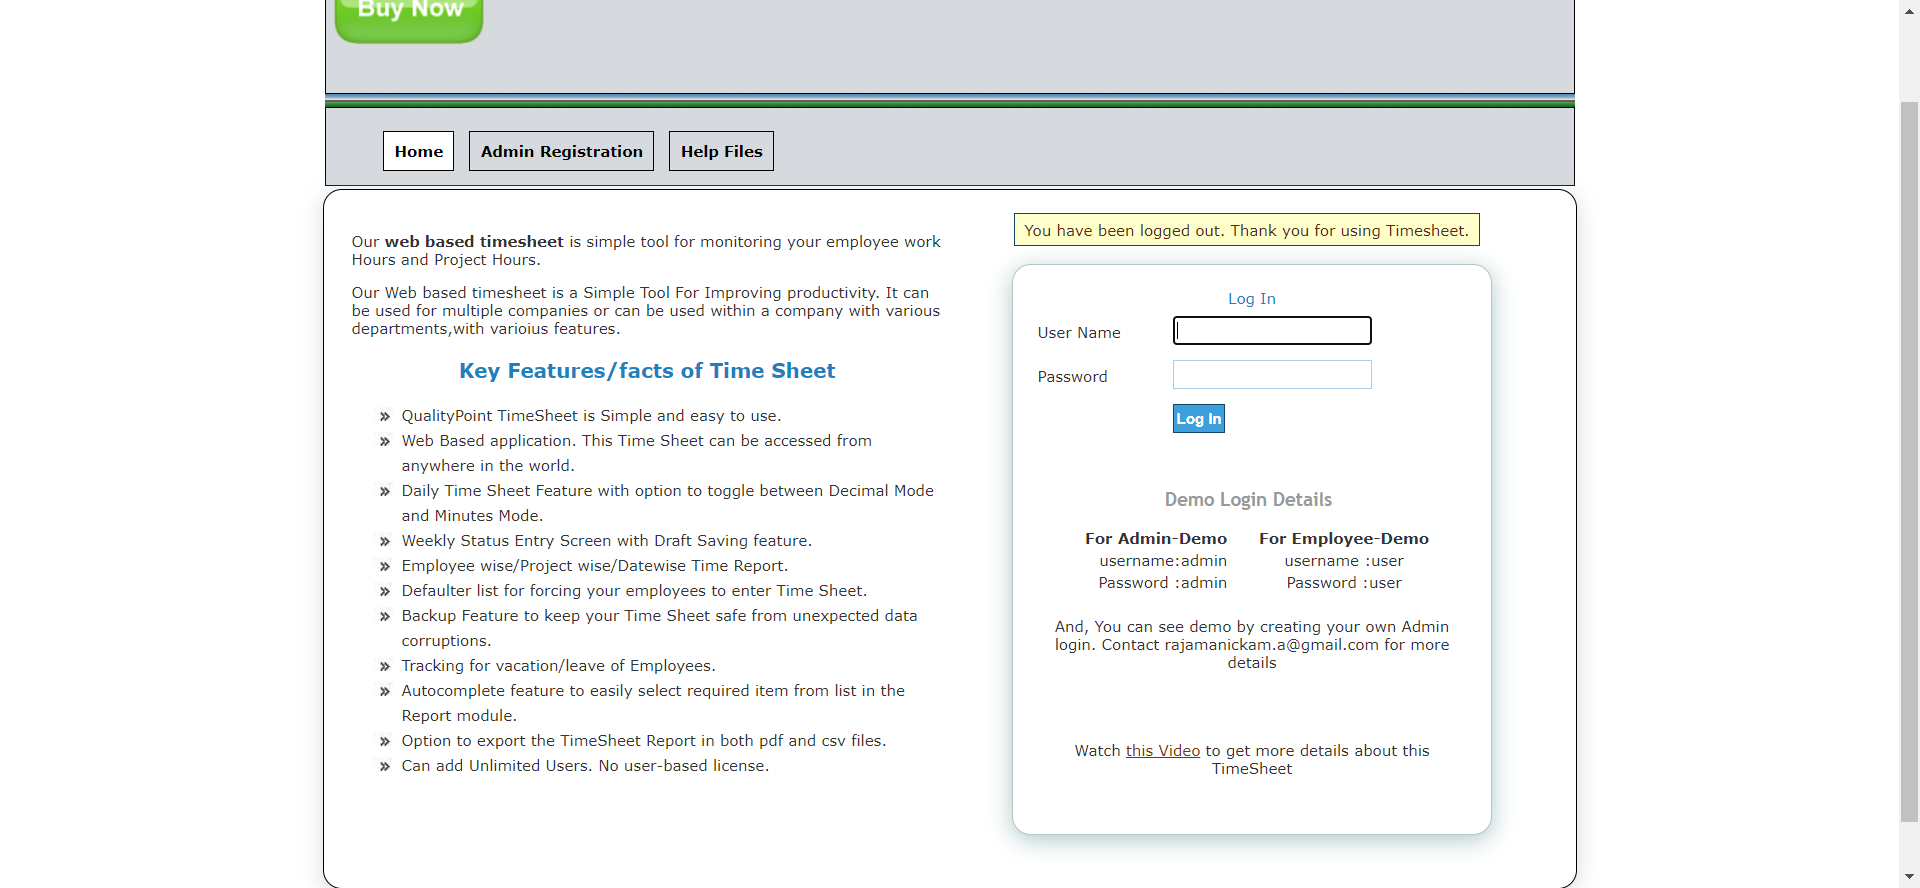 Buy Now
Home
Admin Registration
Help Files
Our web based timesheet is simple tool for monitoring your employee work
Hours and Project Hours.
Our Web based timesheet is a Simple Tool For Improving productivity. It can
be used for multiple companies or can be used within a company with various
departments,with varioius features.
Key Features/facts of Time Sheet
» QualityPoint TimeSheet is Simple and easy to use.
» Web Based application. This Time Sheet can be accessed from
anywhere in the world.
» Daily Time Sheet Feature with option to toggle between Decimal Mode
and Minutes Mode.
» Weekly Status Entry Screen with Draft Saving feature.
» Employee wise/Project wise/Datewise Time Report.
» Defaulter list for forcing your employees to enter Time Sheet.
» Backup Feature to keep your Time Sheet safe from unexpected data
corruptions.
» Tracking for vacation/leave of Employees.
» Autocomplete feature to easily select required item from list in the
Report module.
» Option to export the TimeSheet Report in both pdf and csv files.
» Can add Unlimited Users. No user-based license.
You have been logged out. Thank you for using Timesheet.
Log In
User Name
Password
Log In
Demo Login Details
For Admin-Demo
username:admin
Password :admin
For Employee-Demo
username :user
Password :user
And, You can see demo by creating your own Admin
login. Contact rajamanickam.a@gmail.com for more
details
Watch this Video to get more details about this
TimeSheet